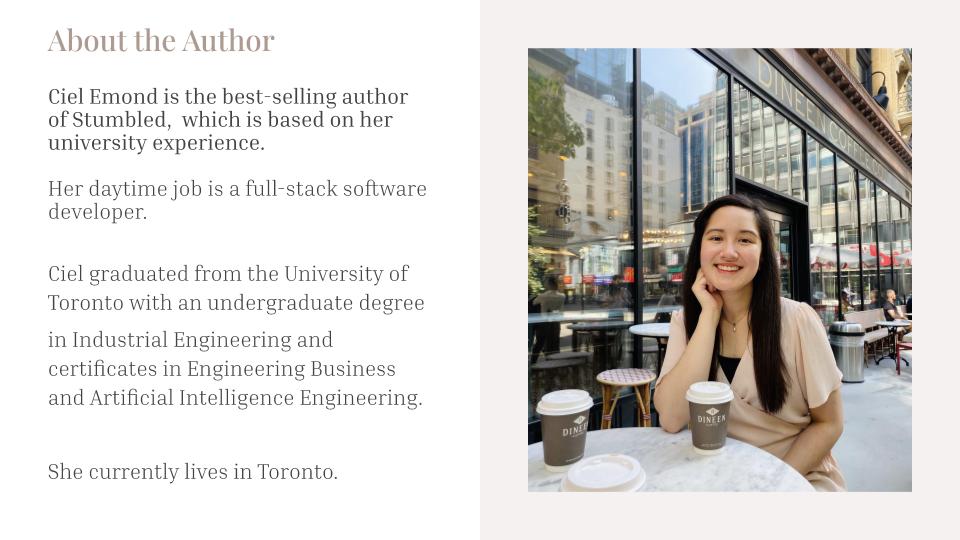 About the Author
Ciel Emond is the best-selling author
of Stumbled,  which is based on her
university experience.
Her daytime job is a full-stack software
developer.
Ciel graduated from the University of
Toronto with an undergraduate degree
in Industrial Engineering and
certificates in Engineering Business
and Artificial Intelligence Engineering.
She currently lives in Toronto.
DINEEN COFFEE CO
DINEEN
DINEEN